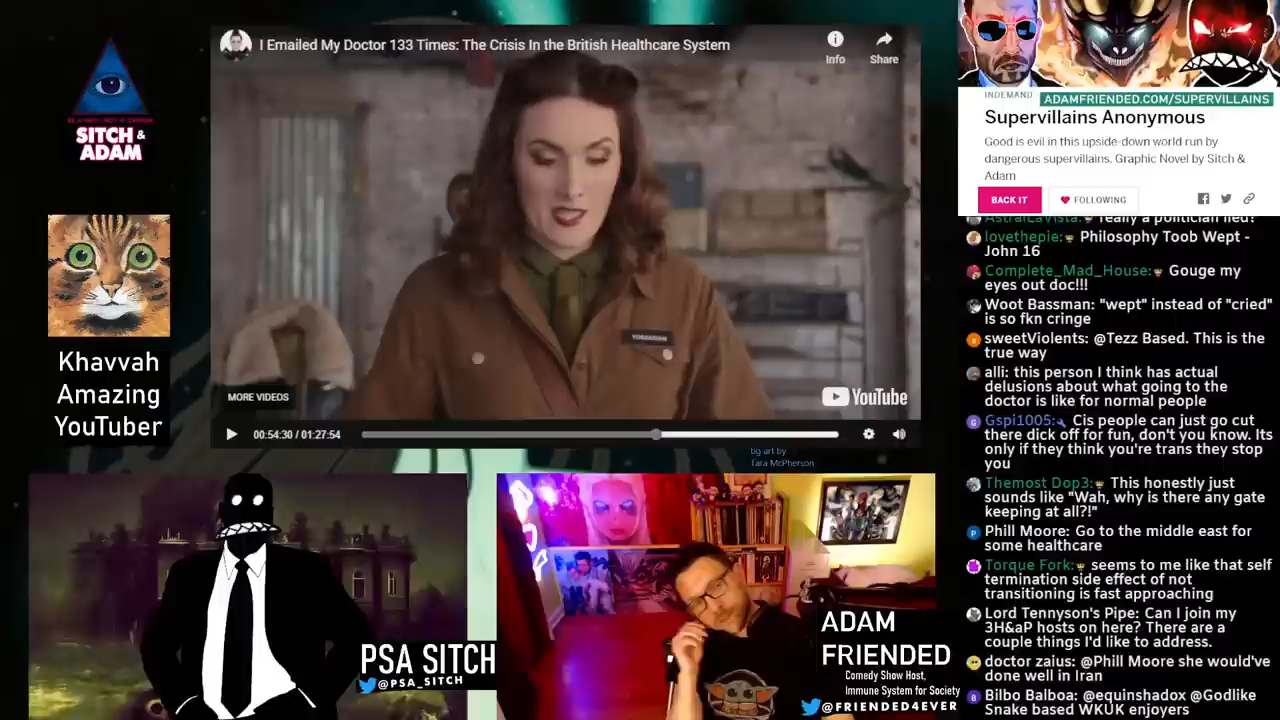 I Emailed My Doctor 133 Times: The Crisis In the British Healthcare System
Info
Share
SITCH &
ADAM
Khavvah
Amazing
YouTuber
YOSSARIAN
MORE VIDEOS
YouTube
00:54:30 / 01:27:54
bg art by
Tara McPherson
PSA SITCH
@PSA_SITCH
ADAM
FRIENDED
Comedy Show Host,
Immune System for Society
@FRIENDED4EVER
INDEMAND
ADAMFRIENDED.COM/SUPERVILLAINS
Supervillains Anonymous
Good is evil in this upside-down world run by
dangerous supervillains. Graphic Novel by Sitch &
Adam
BACK IT
FOLLOWING
AstralLaVista: really a politician lied?
lovethepie: Philosophy Toob Wept -
John 16
Complete_Mad_House: Gouge my
eyes out doc!!!
Woot Bassman: "wept" instead of "cried"
is so fkn cringe
sweetViolents: @Tezz Based. This is the
true way
alli: this person I think has actual
delusions about what going to the
doctor is like for normal people
Gspi1005: Cis people can just go cut
there dick off for fun, don't you know. Its
only if they think you're trans they stop
you
Themost Dop3: This honestly just
sounds like "Wah, why is there any gate
keeping at all?!"
Phill Moore: Go to the middle east for
some healthcare
Torque Fork: seems to me like that self
termination side effect of not
transitioning is fast approaching
Lord Tennyson's Pipe: Can I join my
3H&aP hosts on here? There are a
couple things I'd like to address.
doctor zaius: @Phill Moore she would've
done well in Iran
Bilbo Balboa: @equinshadox @Godlike
Snake based WKUK enjoyers